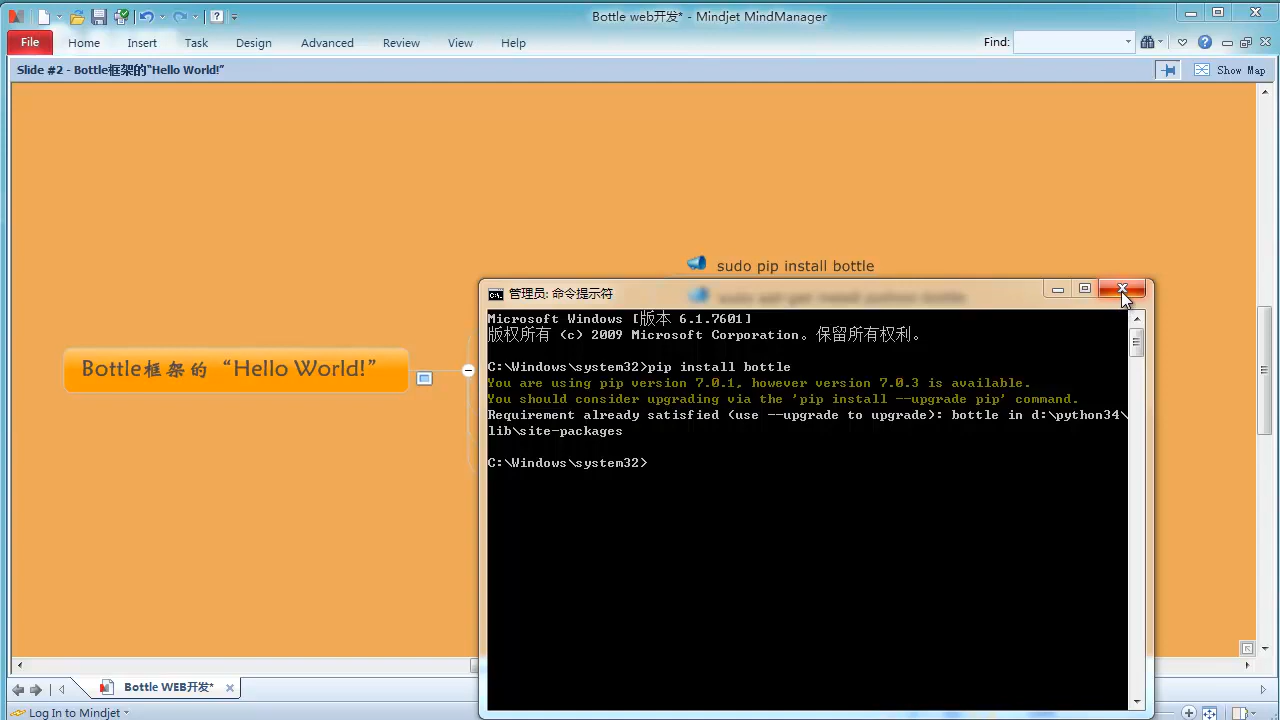 Bottle web开发* - Mindjet MindManager
File Home Insert Task Design Advanced Review View Help Find:
Slide #2 - Bottle框架的“Hello World!” Show Map
sudo pip install bottle
sudo apt-get install python-bottle
Bottle框架的“Hello World!”
管理员: 命令提示符
Microsoft Windows [版本 6.1.7601]
版权所有 (c) 2009 Microsoft Corporation。保留所有权利。
C:\Windows\system32>pip install bottle
You are using pip version 7.0.1, however version 7.0.3 is available.
You should consider upgrading via the 'pip install --upgrade pip' command.
Requirement already satisfied (use --upgrade to upgrade): bottle in d:\python34\
lib\site-packages
C:\Windows\system32>
Bottle WEB开发*
Log In to Mindjet